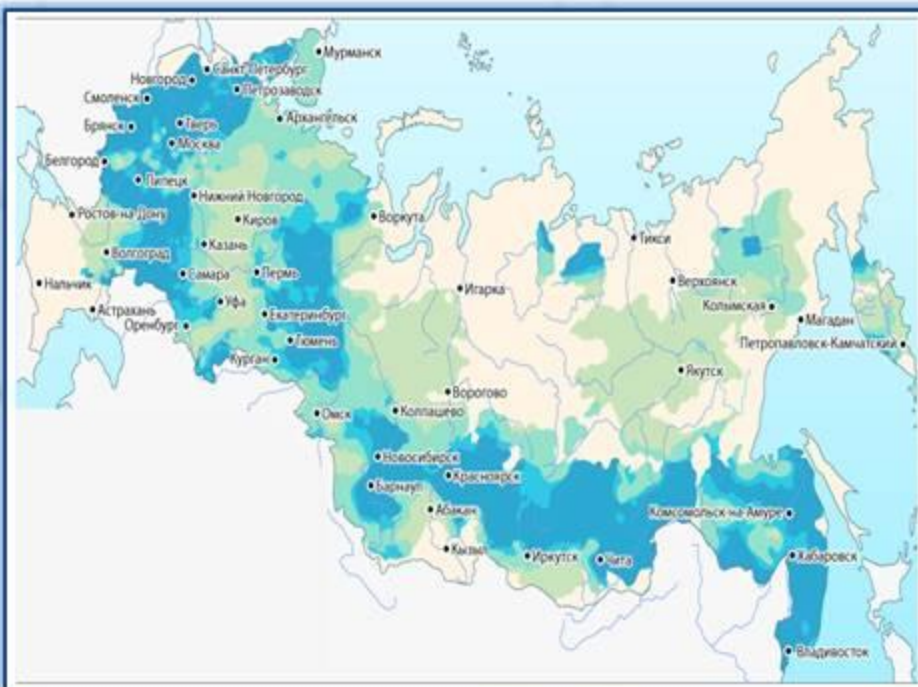 Мурманск
Санкт-Петербург
Новгород
Петрозаводск
Смоленск
Архангельск
Брянск
Тверь
Москва
Белгород
Липецк
Нижний Новгород
Ростов-на-Дону
Воркута
Киров
Тикси
Казань
Волгоград
Самара
Пермь
Верхоянск
Нальчик
Игарка
Уфа
Колымская
Астрахань
Екатеринбург
Магадан
Оренбург
Тюмень
Петропавловск-Камчатский
Курган
Якутск
Ворогово
Омск
Колпашево
Новосибирск
Красноярск
Барнаул
Абакан
Комсомольск-на-Амуре
Кызыл
Иркутск
Чита
Хабаровск
Владивосток